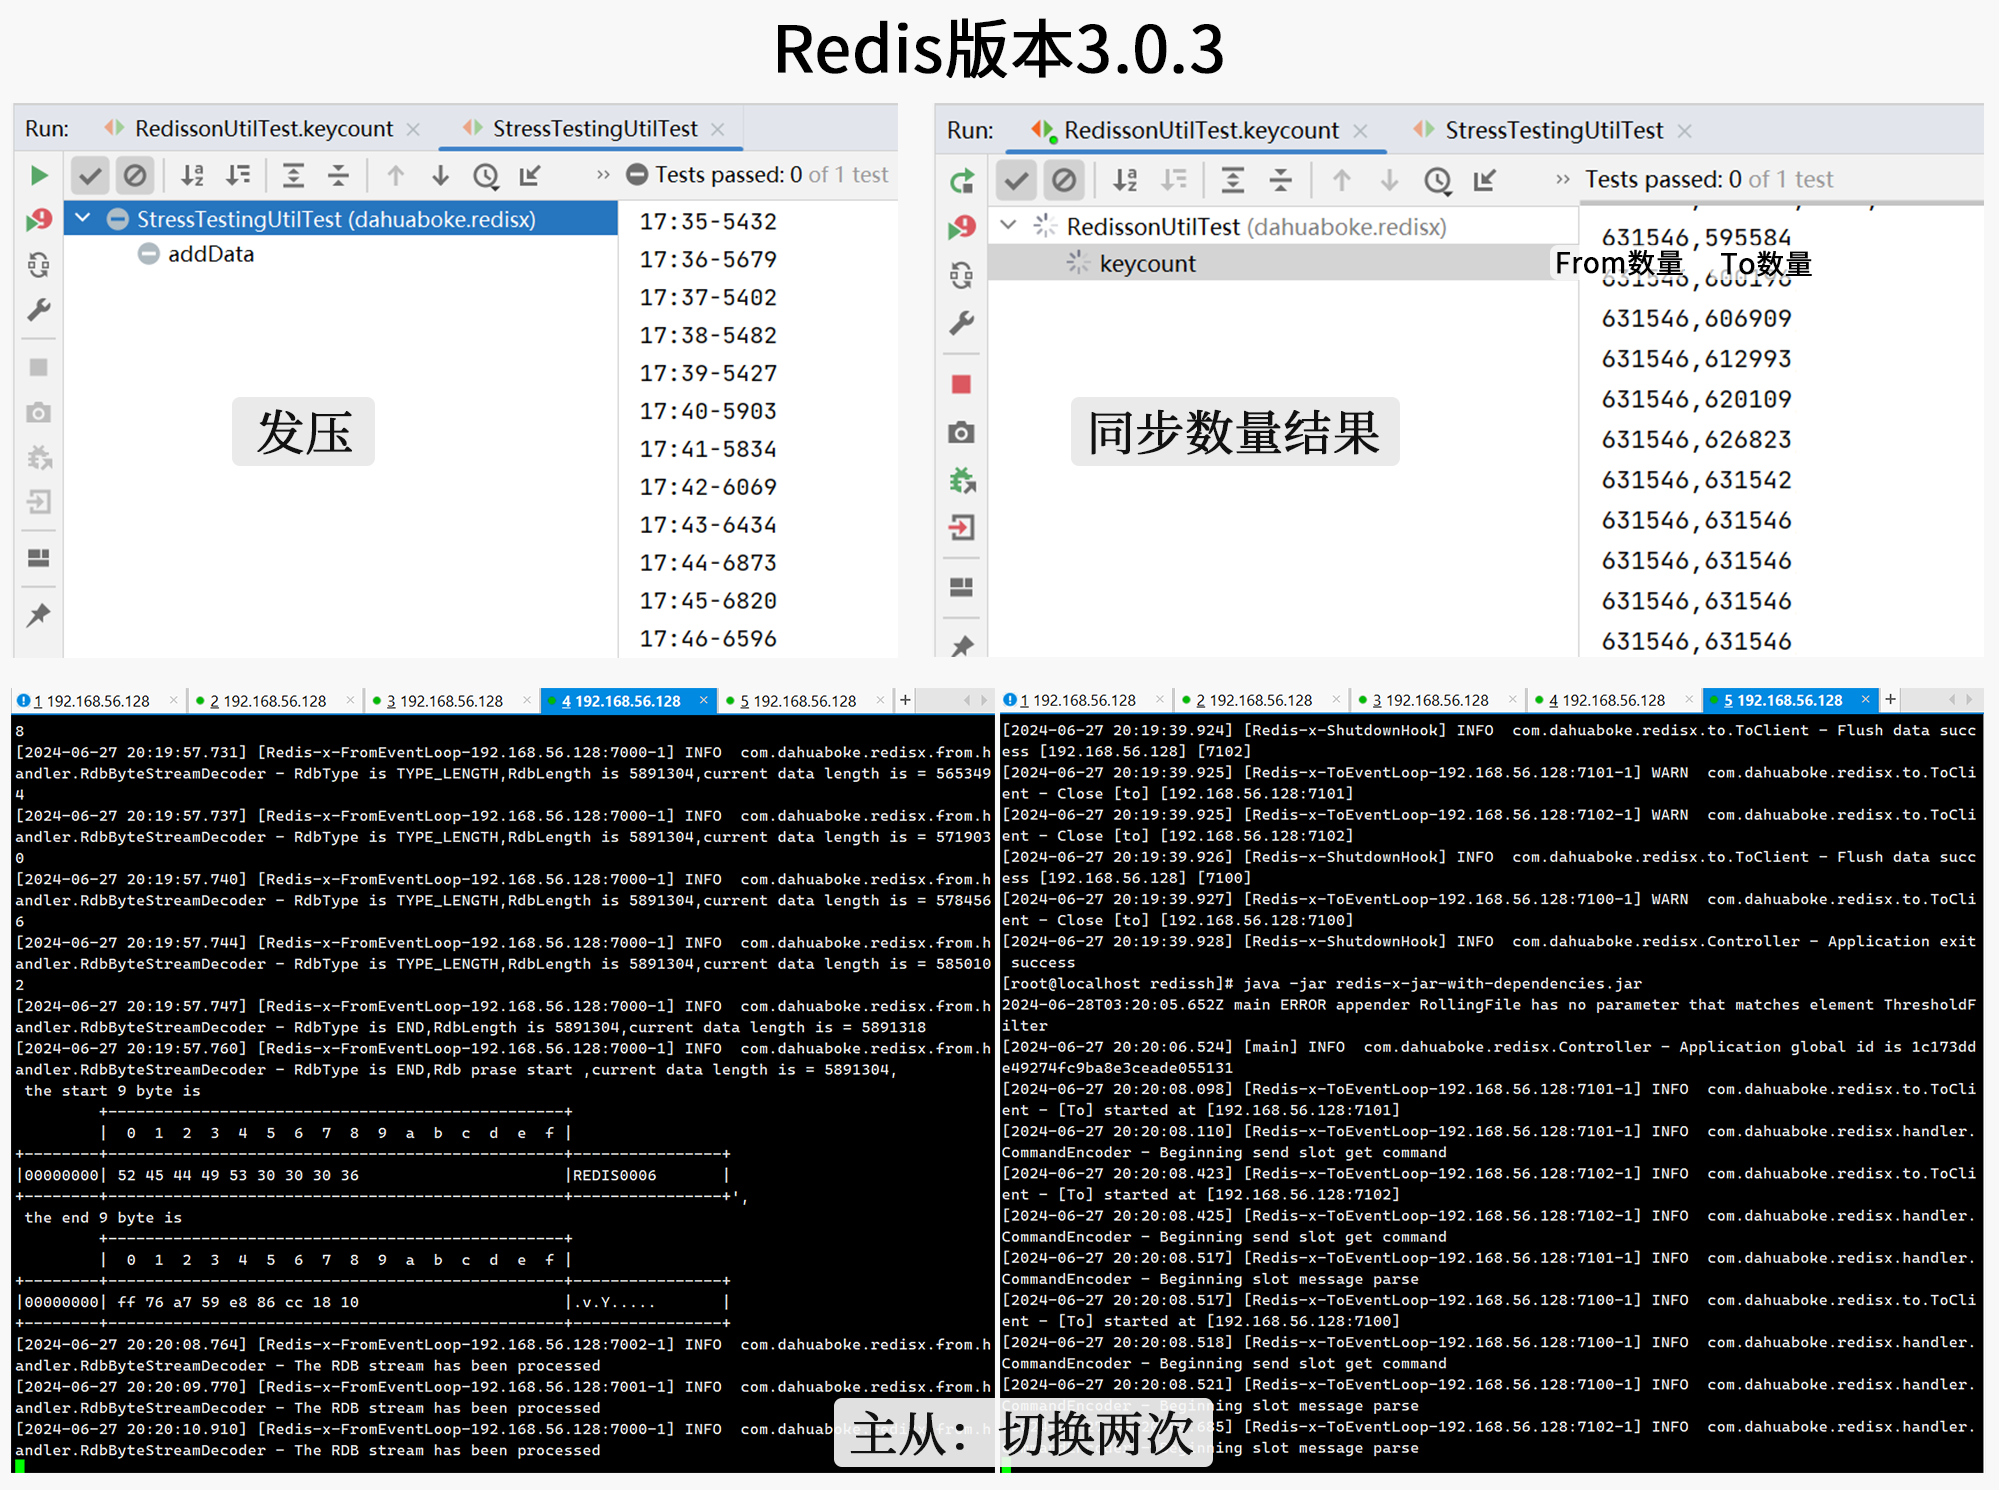 Redis版本3.0.3
Run: RedissonUtilTest.keycount × StressTestingUtilTest ×
Tests passed: 0 of 1 test
StressTestingUtilTest (dahuaboke.redisx)
addData
17:35-5432
17:36-5679
17:37-5402
17:38-5482
17:39-5427
17:40-5903
17:41-5834
17:42-6069
17:43-6434
17:44-6873
17:45-6820
17:46-6596
发压
Run: RedissonUtilTest.keycount × StressTestingUtilTest ×
Tests passed: 0 of 1 test
RedissonUtilTest (dahuaboke.redisx)
keycount
631546,595584
From数量 To数量
631546,600196
631546,606909
631546,612993
631546,620109
631546,626823
631546,631542
631546,631546
631546,631546
631546,631546
631546,631546
同步数量结果
1 192.168.56.128 × 2 192.168.56.128 × 3 192.168.56.128 × 4 192.168.56.128 × 5 192.168.56.128 × +
8
[2024-06-27 20:19:57.731] [Redis-x-FromEventLoop-192.168.56.128:7000-1] INFO  com.dahuaboke.redisx.from.h
andler.RdbByteStreamDecoder - RdbType is TYPE_LENGTH,RdbLength is 5891304,current data length is = 565349
4
[2024-06-27 20:19:57.737] [Redis-x-FromEventLoop-192.168.56.128:7000-1] INFO  com.dahuaboke.redisx.from.h
andler.RdbByteStreamDecoder - RdbType is TYPE_LENGTH,RdbLength is 5891304,current data length is = 571903
0
[2024-06-27 20:19:57.740] [Redis-x-FromEventLoop-192.168.56.128:7000-1] INFO  com.dahuaboke.redisx.from.h
andler.RdbByteStreamDecoder - RdbType is TYPE_LENGTH,RdbLength is 5891304,current data length is = 578456
6
[2024-06-27 20:19:57.744] [Redis-x-FromEventLoop-192.168.56.128:7000-1] INFO  com.dahuaboke.redisx.from.h
andler.RdbByteStreamDecoder - RdbType is TYPE_LENGTH,RdbLength is 5891304,current data length is = 585010
2
[2024-06-27 20:19:57.747] [Redis-x-FromEventLoop-192.168.56.128:7000-1] INFO  com.dahuaboke.redisx.from.h
andler.RdbByteStreamDecoder - RdbType is END,RdbLength is 5891304,current data length is = 5891318
[2024-06-27 20:19:57.760] [Redis-x-FromEventLoop-192.168.56.128:7000-1] INFO  com.dahuaboke.redisx.from.h
andler.RdbByteStreamDecoder - RdbType is END,Rdb prase start ,current data length is = 5891304,
the start 9 byte is
+-------------------------------------------------+
| 0 1 2 3 4 5 6 7 8 9 a b c d e f |
+--------+-------------------------------------------------+----------------+
|00000000| 52 45 44 49 53 30 30 30 36 |REDIS0006 |
+--------+-------------------------------------------------+----------------+',
the end 9 byte is
+-------------------------------------------------+
| 0 1 2 3 4 5 6 7 8 9 a b c d e f |
+--------+-------------------------------------------------+----------------+
|00000000| ff 76 a7 59 e8 86 cc 18 10 |.v.Y..... |
+--------+-------------------------------------------------+----------------+
[2024-06-27 20:20:08.764] [Redis-x-FromEventLoop-192.168.56.128:7002-1] INFO  com.dahuaboke.redisx.from.h
andler.RdbByteStreamDecoder - The RDB stream has been processed
[2024-06-27 20:20:09.770] [Redis-x-FromEventLoop-192.168.56.128:7001-1] INFO  com.dahuaboke.redisx.from.h
andler.RdbByteStreamDecoder - The RDB stream has been processed
[2024-06-27 20:20:10.910] [Redis-x-FromEventLoop-192.168.56.128:7000-1] INFO  com.dahuaboke.redisx.from.h
andler.RdbByteStreamDecoder - The RDB stream has been processed
1 192.168.56.128 × 2 192.168.56.128 × 3 192.168.56.128 × 4 192.168.56.128 × 5 192.168.56.128 × +
[2024-06-27 20:19:39.924] [Redis-x-ShutdownHook] INFO  com.dahuaboke.redisx.to.ToClient - Flush data succ
ess [192.168.56.128] [7102]
[2024-06-27 20:19:39.925] [Redis-x-ToEventLoop-192.168.56.128:7101-1] WARN  com.dahuaboke.redisx.to.ToCli
ent - Close [to] [192.168.56.128:7101]
[2024-06-27 20:19:39.925] [Redis-x-ToEventLoop-192.168.56.128:7102-1] WARN  com.dahuaboke.redisx.to.ToCli
ent - Close [to] [192.168.56.128:7102]
[2024-06-27 20:19:39.926] [Redis-x-ShutdownHook] INFO  com.dahuaboke.redisx.to.ToClient - Flush data succ
ess [192.168.56.128] [7100]
[2024-06-27 20:19:39.927] [Redis-x-ToEventLoop-192.168.56.128:7100-1] WARN  com.dahuaboke.redisx.to.ToCli
ent - Close [to] [192.168.56.128:7100]
[2024-06-27 20:19:39.928] [Redis-x-ShutdownHook] INFO  com.dahuaboke.redisx.Controller - Application exit
success
[root@localhost redissh]# java -jar redis-x-jar-with-dependencies.jar
2024-06-28T03:20:05.652Z main ERROR appender RollingFile has no parameter that matches element ThresholdF
ilter
[2024-06-27 20:20:06.524] [main] INFO  com.dahuaboke.redisx.Controller - Application global id is 1c173dd
e49274fc9ba8e3ceade055131
[2024-06-27 20:20:08.098] [Redis-x-ToEventLoop-192.168.56.128:7101-1] INFO  com.dahuaboke.redisx.to.ToCli
ent - [To] started at [192.168.56.128:7101]
[2024-06-27 20:20:08.110] [Redis-x-ToEventLoop-192.168.56.128:7101-1] INFO  com.dahuaboke.redisx.handler.
CommandEncoder - Beginning send slot get command
[2024-06-27 20:20:08.423] [Redis-x-ToEventLoop-192.168.56.128:7102-1] INFO  com.dahuaboke.redisx.to.ToCli
ent - [To] started at [192.168.56.128:7102]
[2024-06-27 20:20:08.425] [Redis-x-ToEventLoop-192.168.56.128:7102-1] INFO  com.dahuaboke.redisx.handler.
CommandEncoder - Beginning send slot get command
[2024-06-27 20:20:08.517] [Redis-x-ToEventLoop-192.168.56.128:7101-1] INFO  com.dahuaboke.redisx.handler.
CommandEncoder - Beginning slot message parse
[2024-06-27 20:20:08.517] [Redis-x-ToEventLoop-192.168.56.128:7100-1] INFO  com.dahuaboke.redisx.to.ToCli
ent - [To] started at [192.168.56.128:7100]
[2024-06-27 20:20:08.518] [Redis-x-ToEventLoop-192.168.56.128:7100-1] INFO  com.dahuaboke.redisx.handler.
CommandEncoder - Beginning send slot get command
[2024-06-27 20:20:08.521] [Redis-x-ToEventLoop-192.168.56.128:7100-1] INFO  com.dahuaboke.redisx.handler.
CommandEncoder - Beginning slot message parse
685] [Redis-x-ToEventLoop-192.168.56.128:7102-1] INFO  com.dahuaboke.redisx.handler.
slot message parse
主从：切换两次